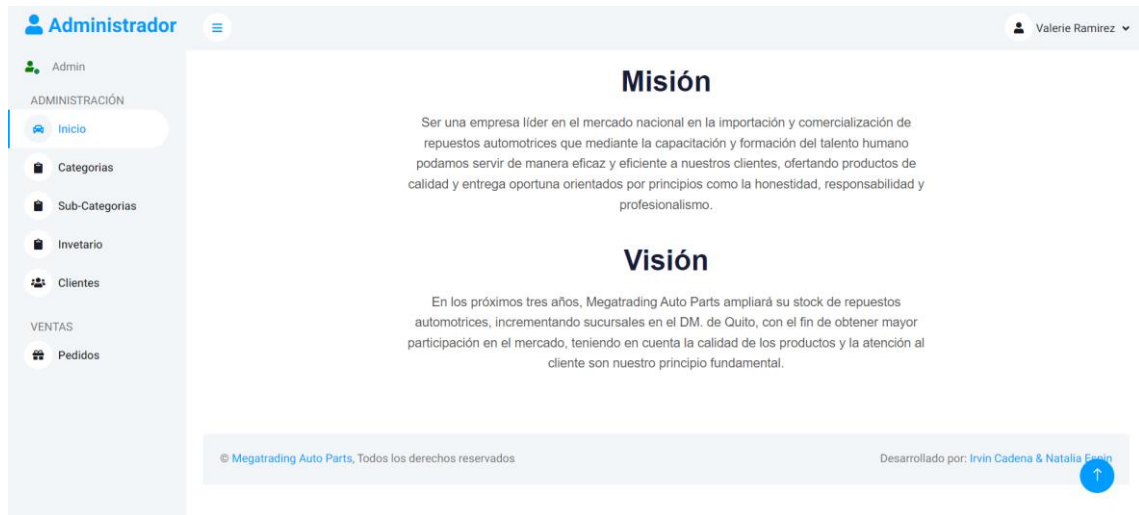 Administrador
Valerie Ramirez
Admin
ADMINISTRACIÓN
Inicio
Categorias
Sub-Categorias
Invetario
Clientes
VENTAS
Pedidos
Misión
Ser una empresa líder en el mercado nacional en la importación y comercialización de
repuestos automotrices que mediante la capacitación y formación del talento humano
podamos servir de manera eficaz y eficiente a nuestros clientes, ofertando productos de
calidad y entrega oportuna orientados por principios como la honestidad, responsabilidad y
profesionalismo.
Visión
En los próximos tres años, Megatrading Auto Parts ampliará su stock de repuestos
automotrices, incrementando sucursales en el DM. de Quito, con el fin de obtener mayor
participación en el mercado, teniendo en cuenta la calidad de los productos y la atención al
cliente son nuestro principio fundamental.
© Megatrading Auto Parts, Todos los derechos reservados
Desarrollado por: Irvin Cadena & Natalia